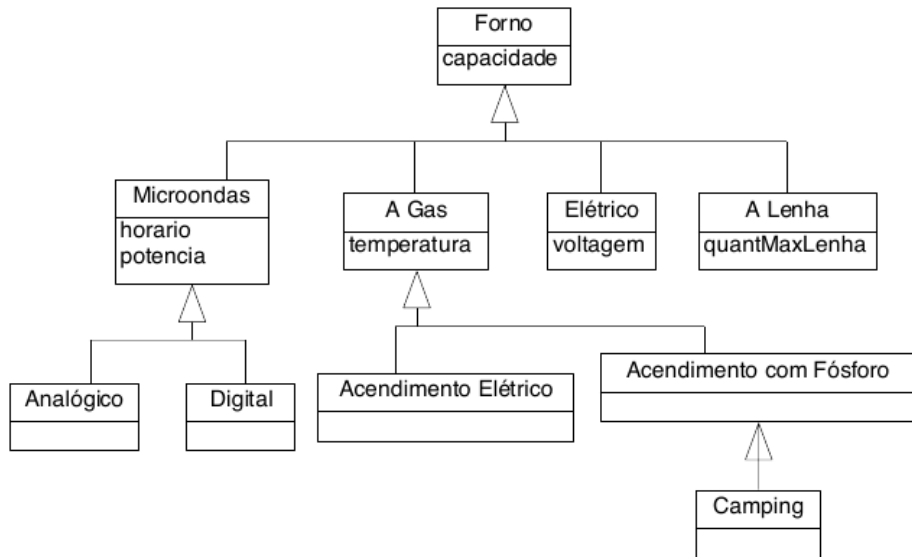 Forno
capacidade
Microondas
horario
potencia
A Gas
temperatura
Elétrico
voltagem
A Lenha
quantMaxLenha
Analógico
Digital
Acendimento Elétrico
Acendimento com Fósforo
Camping